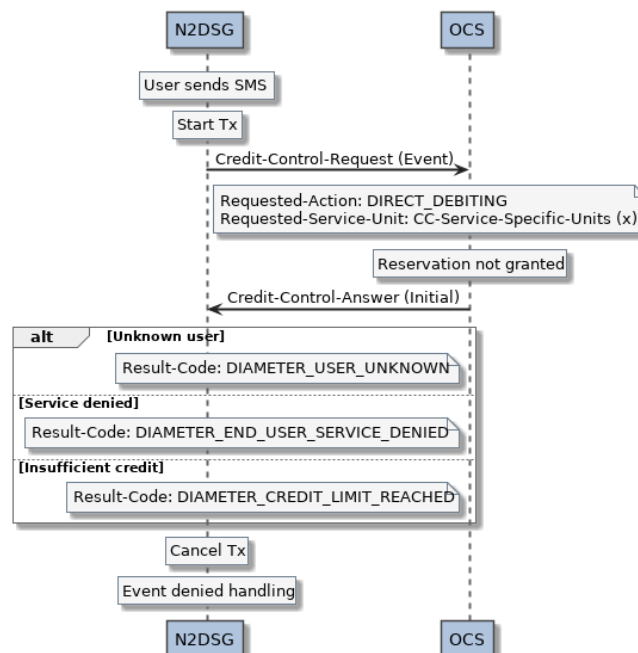 N2DSG OCS
User sends SMS
Start Tx
Credit-Control-Request (Event)
Requested-Action: DIRECT_DEBITING
Requested-Service-Unit: CC-Service-Specific-Units (x)
Reservation not granted
Credit-Control-Answer (Initial)
alt [Unknown user]
Result-Code: DIAMETER_USER_UNKNOWN
[Service denied]
Result-Code: DIAMETER_END_USER_SERVICE_DENIED
[Insufficient credit]
Result-Code: DIAMETER_CREDIT_LIMIT_REACHED
Cancel Tx
Event denied handling
N2DSG OCS